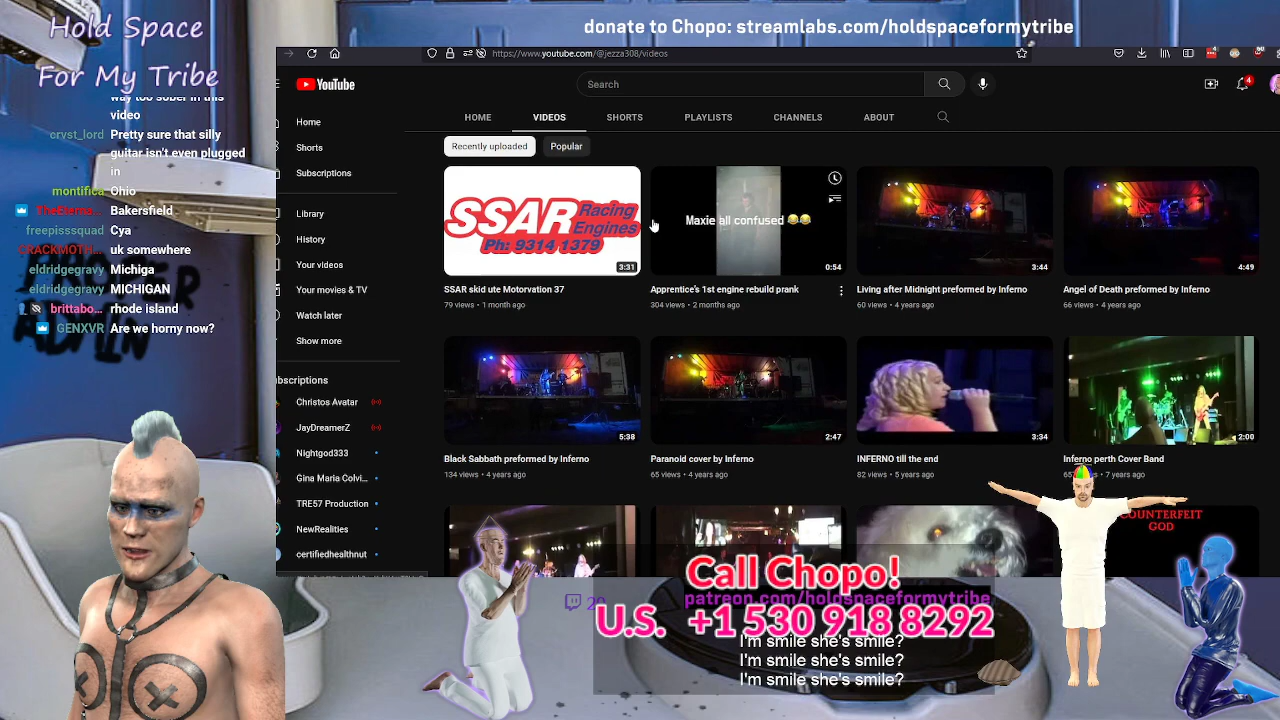 Hold Space
For My Tribe
donate to Chopo: streamlabs.com/holdspaceformytribe
way too sober in this
video
cryst_lord Pretty sure that silly
guitar isn't even plugged
in
montifica Ohio
TheEterna... Bakersfield
freepisssquad Cya
CRACKMOTH... uk somewhere
eldridgegravy Michiga
eldridgegravy MICHIGAN
brittabo... rhode island
GENXVR Are we horny now?
https://www.youtube.com/@jezza308/videos
YouTube
Search
4
HOME VIDEOS SHORTS PLAYLISTS CHANNELS ABOUT
Recently uploaded Popular
Home
Shorts
Subscriptions
Library
History
Your videos
Your movies & TV
Watch later
Show more
bscriptions
Christos Avatar
JayDreamerZ
Nightgod333
Gina Maria Colvi...
TRE57 Production
NewRealities
certifiedhealthnut
SSAR Racing
Engines
Ph: 9314 1379
3:31
SSAR skid ute Motorvation 37
79 views • 1 month ago
Maxie all confused 😂😂
0:54
Apprentice's 1st engine rebuild prank
304 views • 2 months ago
3:44
Living after Midnight preformed by Inferno
60 views • 4 years ago
4:49
Angel of Death preformed by Inferno
66 views • 4 years ago
5:38
Black Sabbath preformed by Inferno
134 views • 4 years ago
2:47
Paranoid cover by Inferno
65 views • 4 years ago
3:34
INFERNO till the end
82 views • 5 years ago
2:00
Inferno perth Cover Band
• 7 years ago
COUNTERFEIT
GOD
Call Chopo!
patreon.com/holdspaceformytribe
U.S. +1 530 918 8292
I'm smile she's smile?
I'm smile she's smile?
I'm smile she's smile?